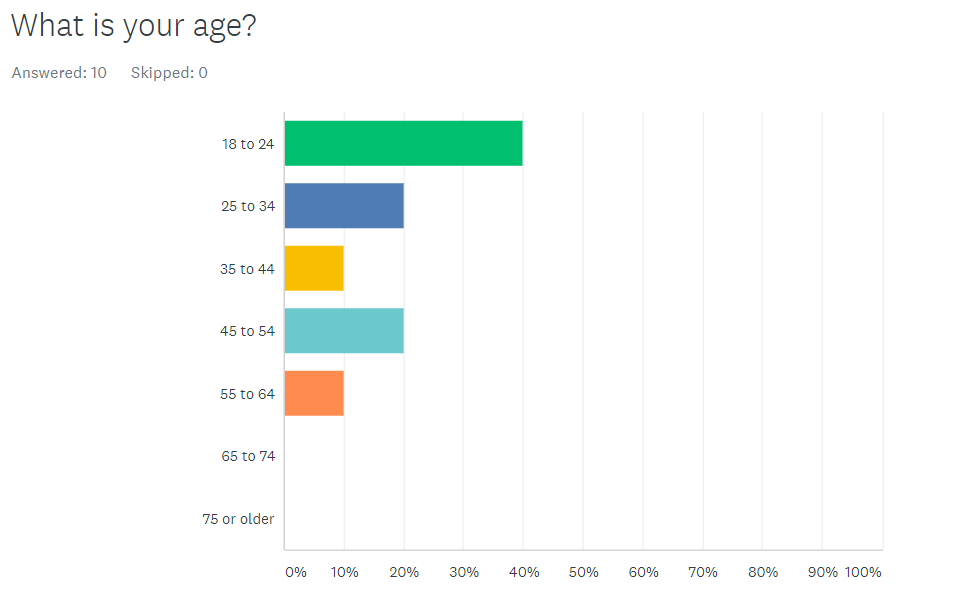 What is your age?
Answered: 10 Skipped: 0
18 to 24
25 to 34
35 to 44
45 to 54
55 to 64
65 to 74
75 or older
0% 10% 20% 30% 40% 50% 60% 70% 80% 90% 100%